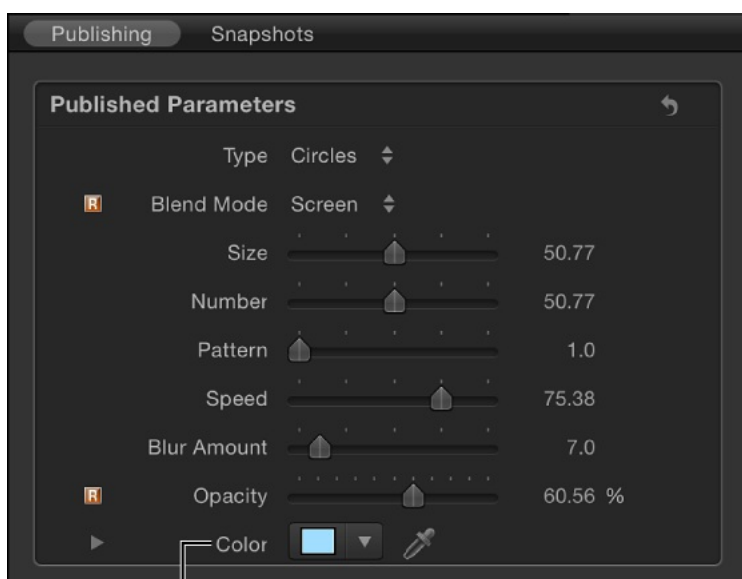 Publishing Snapshots
Published Parameters
Type Circles
R Blend Mode Screen
Size 50.77
Number 50.77
Pattern 1.0
Speed 75.38
Blur Amount 7.0
R Opacity 60.56 %
Color